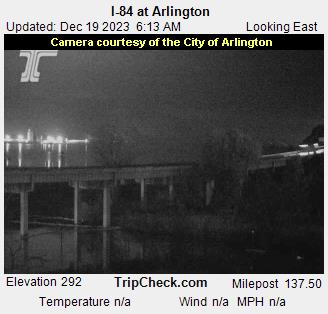 I-84 at Arlington
Updated: Dec 19 2023 6:13 AM Looking East
Camera courtesy of the City of Arlington
Elevation 292 TripCheck.com Milepost 137.50
Temperature n/a Wind n/a MPH n/a